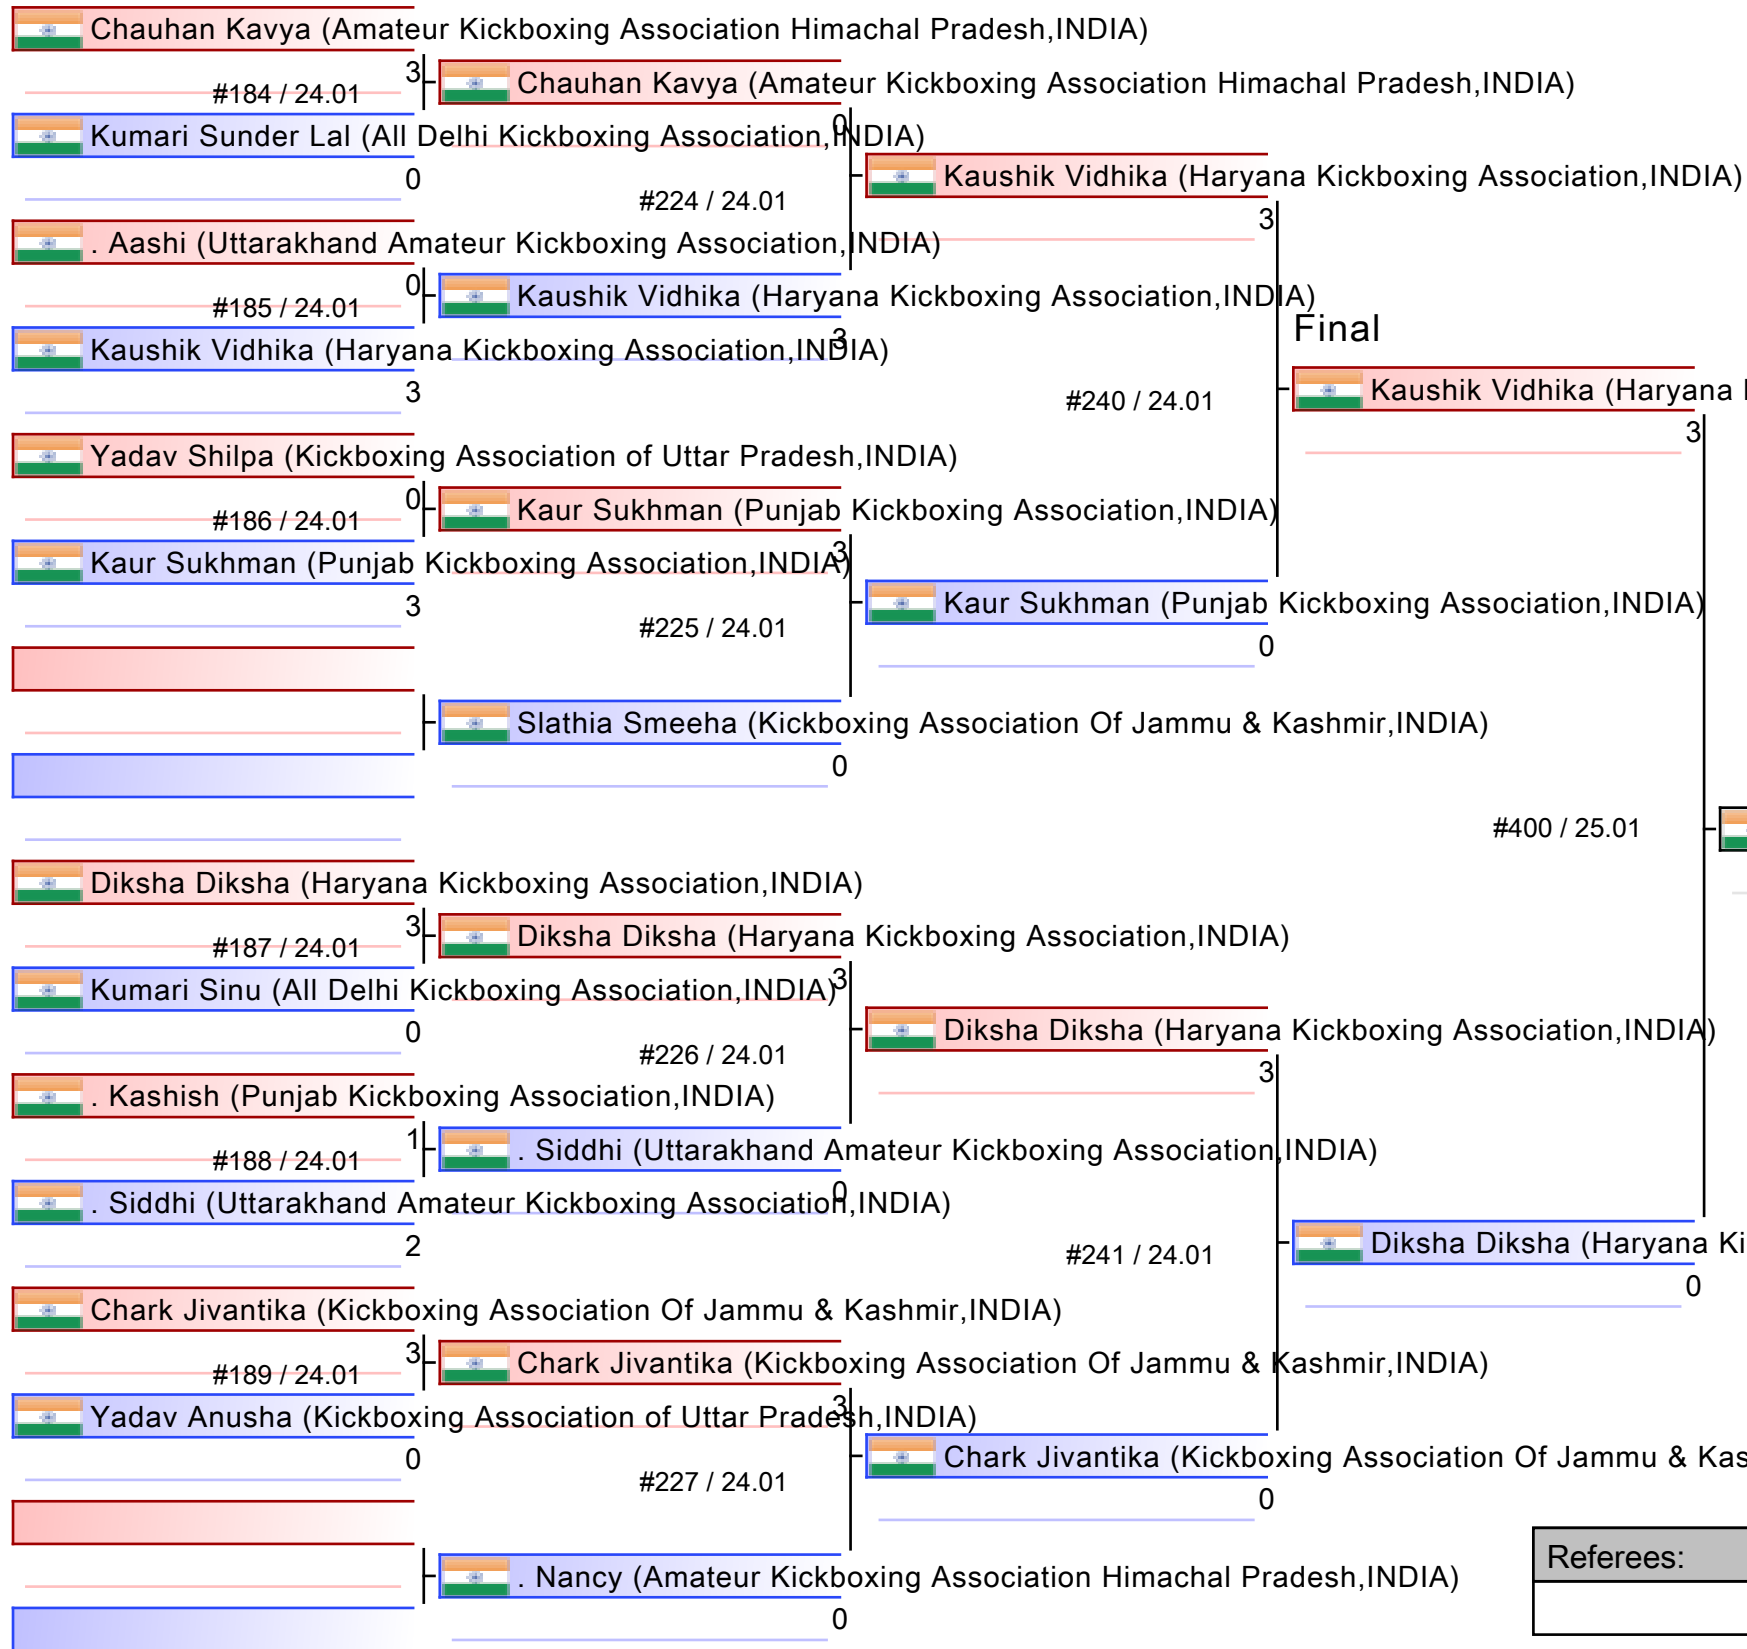 Chauhan Kavya (Amateur Kickboxing Association Himachal Pradesh,INDIA)
3
#184 / 24.01
Kumari Sunder Lal (All Delhi Kickboxing Association,INDIA)
0
. Aashi (Uttarakhand Amateur Kickboxing Association,INDIA)
0
#185 / 24.01
Kaushik Vidhika (Haryana Kickboxing Association,INDIA)
3
Yadav Shilpa (Kickboxing Association of Uttar Pradesh,INDIA)
0
#186 / 24.01
Kaur Sukhman (Punjab Kickboxing Association,INDIA)
3
Diksha Diksha (Haryana Kickboxing Association,INDIA)
3
#187 / 24.01
Kumari Sinu (All Delhi Kickboxing Association,INDIA)
0
. Kashish (Punjab Kickboxing Association,INDIA)
1
#188 / 24.01
. Siddhi (Uttarakhand Amateur Kickboxing Association,INDIA)
2
Chark Jivantika (Kickboxing Association Of Jammu & Kashmir,INDIA)
3
#189 / 24.01
Yadav Anusha (Kickboxing Association of Uttar Pradesh,INDIA)
0
Chauhan Kavya (Amateur Kickboxing Association Himachal Pradesh,INDIA)
0
#224 / 24.01
Kaushik Vidhika (Haryana Kickboxing Association,INDIA)
3
Kaur Sukhman (Punjab Kickboxing Association,INDIA)
3
#225 / 24.01
Slathia Smeeha (Kickboxing Association Of Jammu & Kashmir,INDIA)
0
Diksha Diksha (Haryana Kickboxing Association,INDIA)
3
#226 / 24.01
. Siddhi (Uttarakhand Amateur Kickboxing Association,INDIA)
0
Chark Jivantika (Kickboxing Association Of Jammu & Kashmir,INDIA)
3
#227 / 24.01
. Nancy (Amateur Kickboxing Association Himachal Pradesh,INDIA)
0
Kaushik Vidhika (Haryana Kickboxing Association,INDIA)
3
#240 / 24.01
Kaur Sukhman (Punjab Kickboxing Association,INDIA)
0
Diksha Diksha (Haryana Kickboxing Association,INDIA)
3
#241 / 24.01
Chark Jivantika (Kickboxing Association Of Jammu & Kas
0
Final
Kaushik Vidhika (Haryana
3
#400 / 25.01
Diksha Diksha (Haryana Ki
0
Referees: